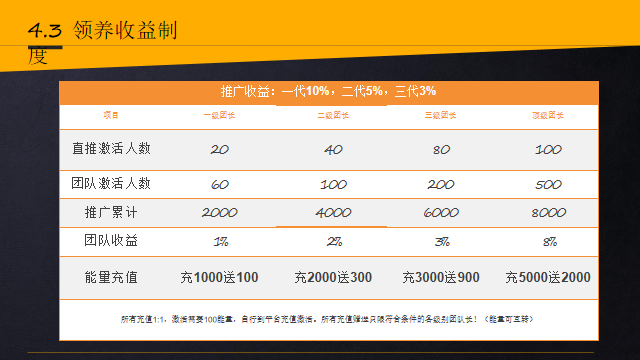 4.3 领养收益制
度
推广收益：一代10%，二代5%，三代3%
项目 一级团长 二级团长 三级团长 顶级团长
直推激活人数 20 40 80 100
团队激活人数 60 100 200 500
推广累计 2000 4000 6000 8000
团队收益 1% 2% 3% 8%
能量充值 充1000送100 充2000送300 充3000送900 充5000送2000
所有充值1:1，激活需要100能量，自行到平台充值激活。所有充值赠送只限符合条件的各级别团队长！（能量可互转）